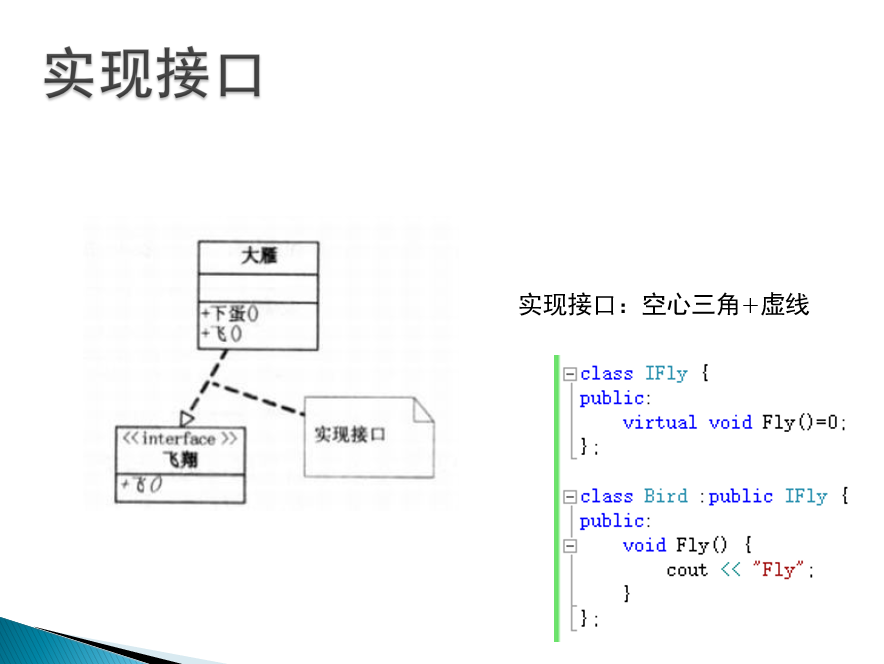 实现接口
大雁
+下蛋()
+飞()
实现接口
<<interface>>
飞翔
+飞()
实现接口：空心三角+虚线
class IFly {
public:
virtual void Fly()=0;
};
class Bird :public IFly {
public:
void Fly() {
cout << "Fly";
}
};